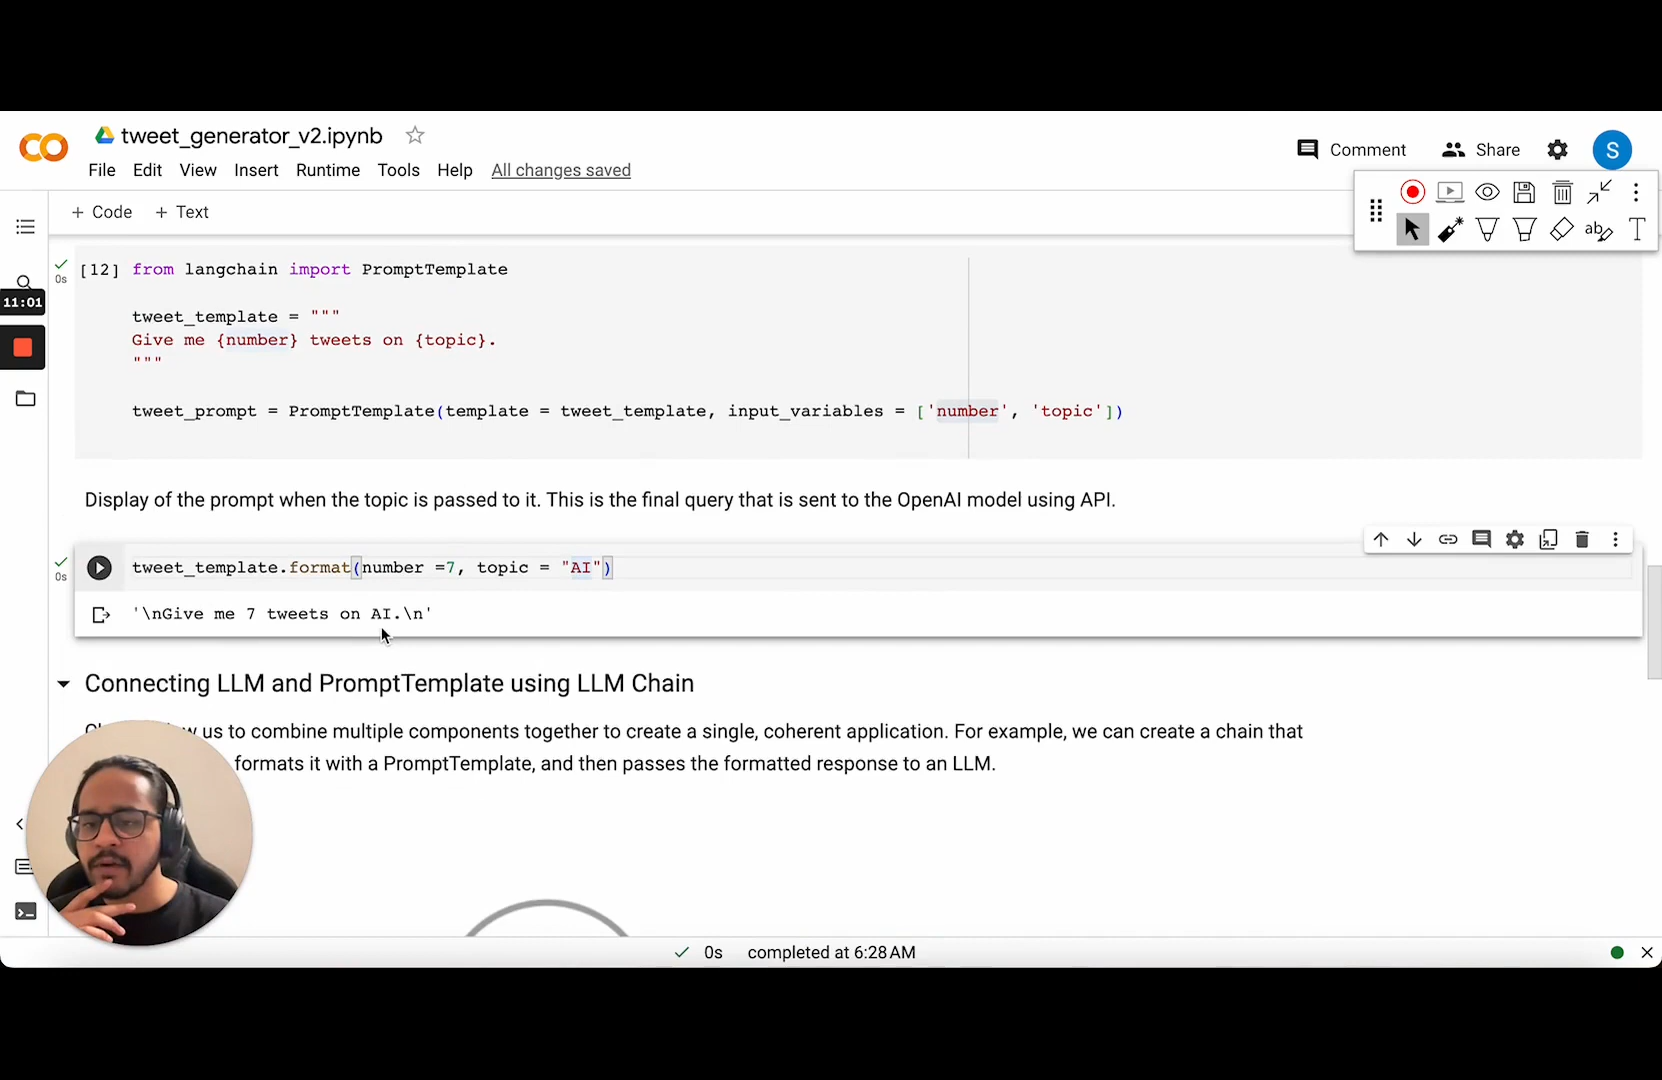 tweet_generator_v2.ipynb
Comment
Share
S
File Edit View Insert Runtime Tools Help All changes saved
+ Code + Text
0s
[12] from langchain import PromptTemplate
11:01
tweet_template = """
Give me {number} tweets on {topic}.
"""
tweet_prompt = PromptTemplate(template = tweet_template, input_variables = ['number', 'topic'])
Display of the prompt when the topic is passed to it. This is the final query that is sent to the OpenAI model using API.
0s
tweet_template.format(number =7, topic = "AI")
'\nGive me 7 tweets on AI.\n'
Connecting LLM and PromptTemplate using LLM Chain
us to combine multiple components together to create a single, coherent application. For example, we can create a chain that
formats it with a PromptTemplate, and then passes the formatted response to an LLM.
0s completed at 6:28 AM